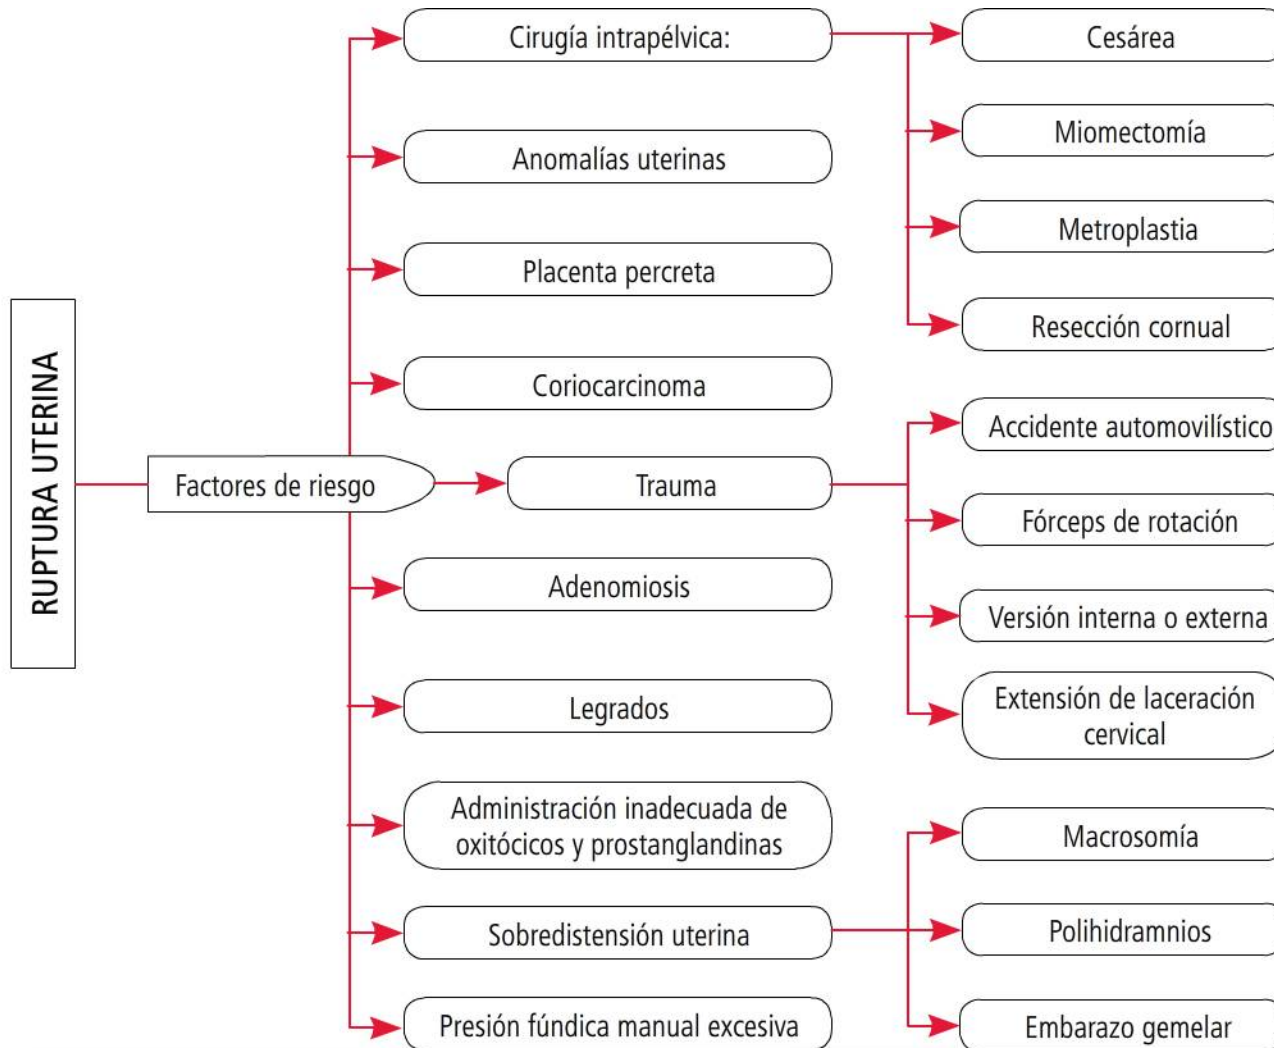 RUPTURA UTERINA
Factores de riesgo
Cirugía intrapélvica:
Cesárea
Miomectomía
Metroplastia
Resección cornual
Anomalías uterinas
Placenta percreta
Coriocarcinoma
Trauma
Accidente automovilístico
Fórceps de rotación
Versión interna o externa
Extensión de laceración
cervical
Adenomiosis
Legrados
Administración inadecuada de
oxitócicos y prostanglandinas
Sobredistensión uterina
Macrosomía
Polihidramnios
Embarazo gemelar
Presión fúndica manual excesiva